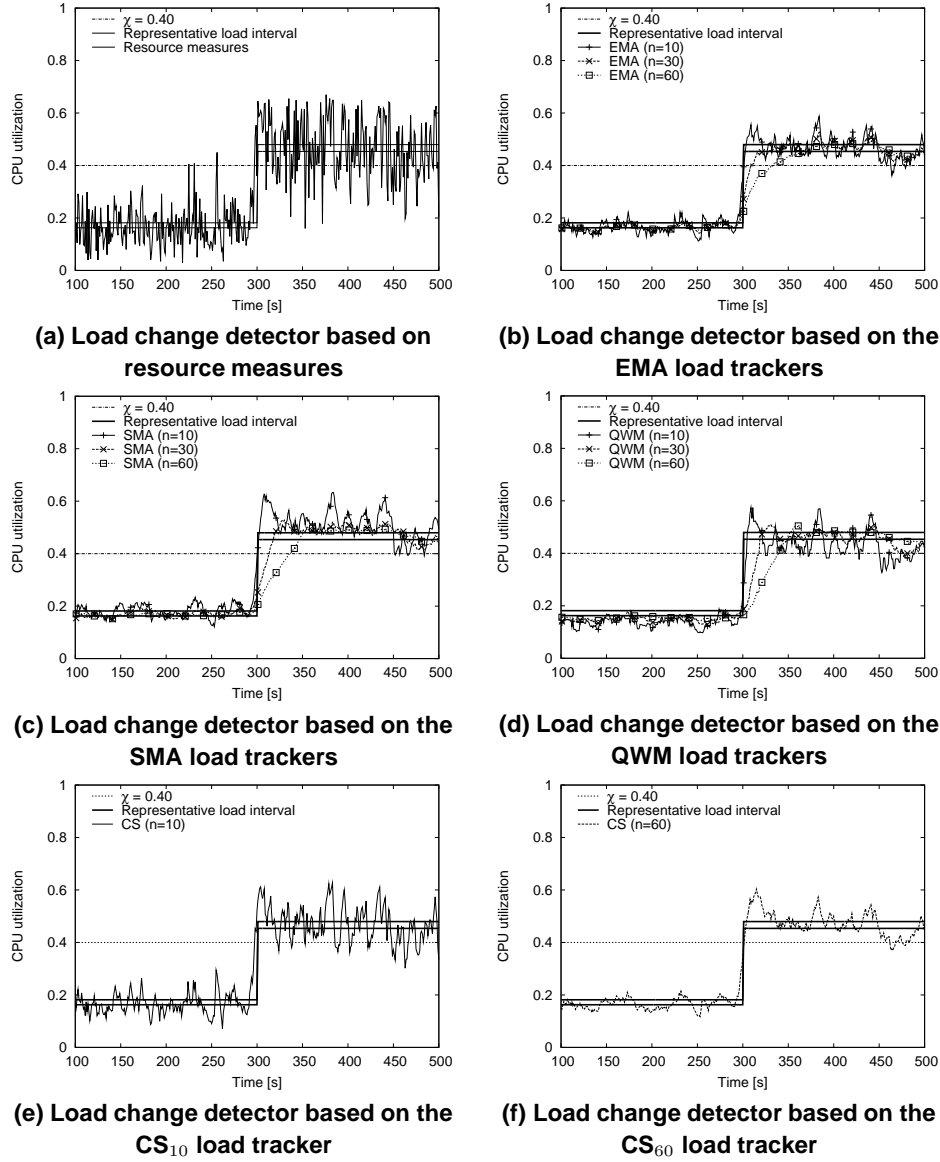 χ = 0.40
Representative load interval
Resource measures
CPU utilization
1
0.8
0.6
0.4
0.2
0
100 150 200 250 300 350 400 450 500
Time [s]
(a) Load change detector based on
resource measures
χ = 0.40
Representative load interval
EMA (n=10)
EMA (n=30)
EMA (n=60)
CPU utilization
1
0.8
0.6
0.4
0.2
0
100 150 200 250 300 350 400 450 500
Time [s]
(b) Load change detector based on the
EMA load trackers
χ = 0.40
Representative load interval
SMA (n=10)
SMA (n=30)
SMA (n=60)
CPU utilization
1
0.8
0.6
0.4
0.2
0
100 150 200 250 300 350 400 450 500
Time [s]
(c) Load change detector based on the
SMA load trackers
χ = 0.40
Representative load interval
QWM (n=10)
QWM (n=30)
QWM (n=60)
CPU utilization
1
0.8
0.6
0.4
0.2
0
100 150 200 250 300 350 400 450 500
Time [s]
(d) Load change detector based on the
QWM load trackers
χ = 0.40
Representative load interval
CS (n=10)
CPU utilization
1
0.8
0.6
0.4
0.2
0
100 150 200 250 300 350 400 450 500
Time [s]
(e) Load change detector based on the
CS₁₀ load tracker
χ = 0.40
Representative load interval
CS (n=60)
CPU utilization
1
0.8
0.6
0.4
0.2
0
100 150 200 250 300 350 400 450 500
Time [s]
(f) Load change detector based on the
CS₆₀ load tracker